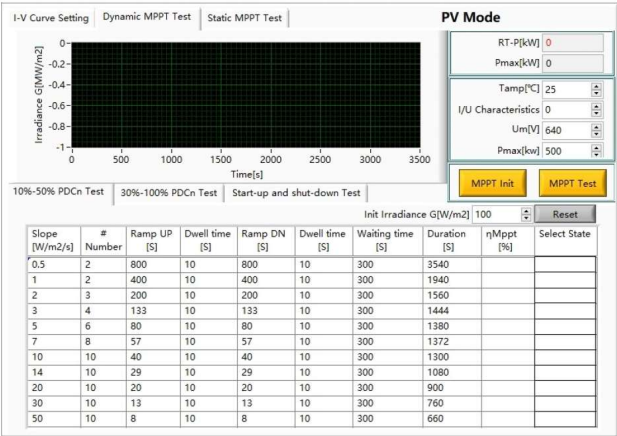 I-V Curve Setting Dynamic MPPT Test Static MPPT Test PV Mode
Irradiance G[MW/m2]
0
-0.2
-0.4
-0.6
-0.8
-1
0 500 1000 1500 2000 2500 3000 3500
Time[s]
RT-P[kW] 0
Pmax[kW] 0
Tamp[℃] 25
I/U Characteristics 0
Um[V] 640
Pmax[kw] 500
MPPT Init MPPT Test
10%-50% PDCn Test 30%-100% PDCn Test Start-up and shut-down Test
Init Irradiance G[W/m2] 100 Reset
Slope [W/m2/s] # Number Ramp UP [S] Dwell time [S] Ramp DN [S] Dwell time [S] Waiting time [S] Duration [S] ηMppt [%] Select State
0.5 2 800 10 800 10 300 3540
1 2 400 10 400 10 300 1940
2 3 200 10 200 10 300 1560
3 4 133 10 133 10 300 1444
5 6 80 10 80 10 300 1380
7 8 57 10 57 10 300 1372
10 10 40 10 40 10 300 1300
14 10 29 10 29 10 300 1080
20 10 20 10 20 10 300 900
30 10 13 10 13 10 300 760
50 10 8 10 8 10 300 660